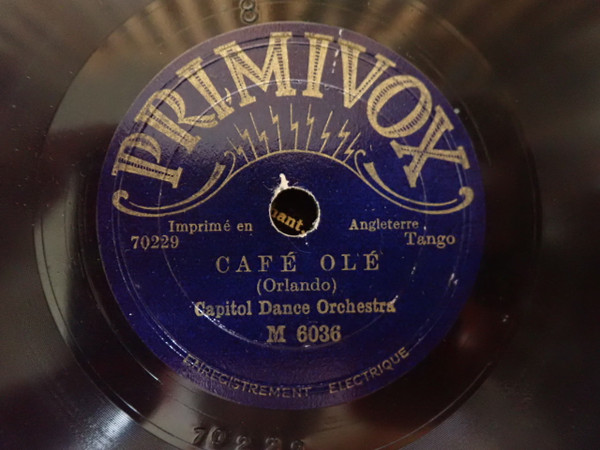 PRIMIVOX
Imprimé en Angleterre
70229 Tango
CAFÉ OLÉ
(Orlando)
Capitol Dance Orchestra
M 6036
ENREGISTREMENT ELECTRIQUE